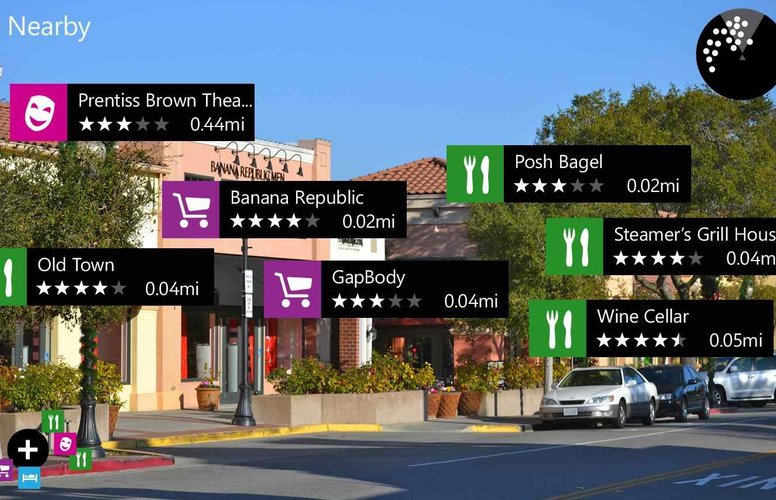 Nearby
Prentiss Brown Thea...
0.44mi
BANANA REPUBLIC MEN
Posh Bagel
0.02mi
Banana Republic
0.02mi
Steamer's Grill Hous
0.04m
Old Town
0.04mi
GapBody
0.04mi
Wine Cellar
0.05mi